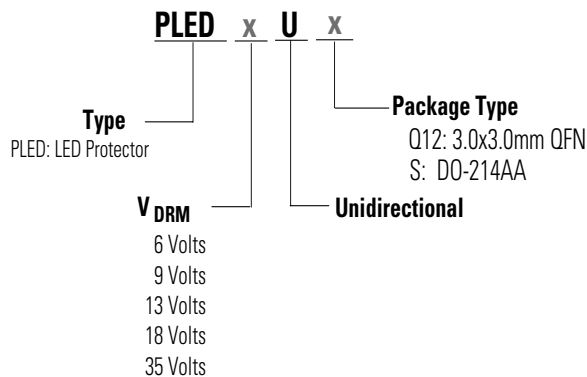 PLED x U x
Type
PLED: LED Protector
Package Type
Q12: 3.0x3.0mm QFN
S: DO-214AA
V DRM
6 Volts
9 Volts
13 Volts
18 Volts
35 Volts
Unidirectional